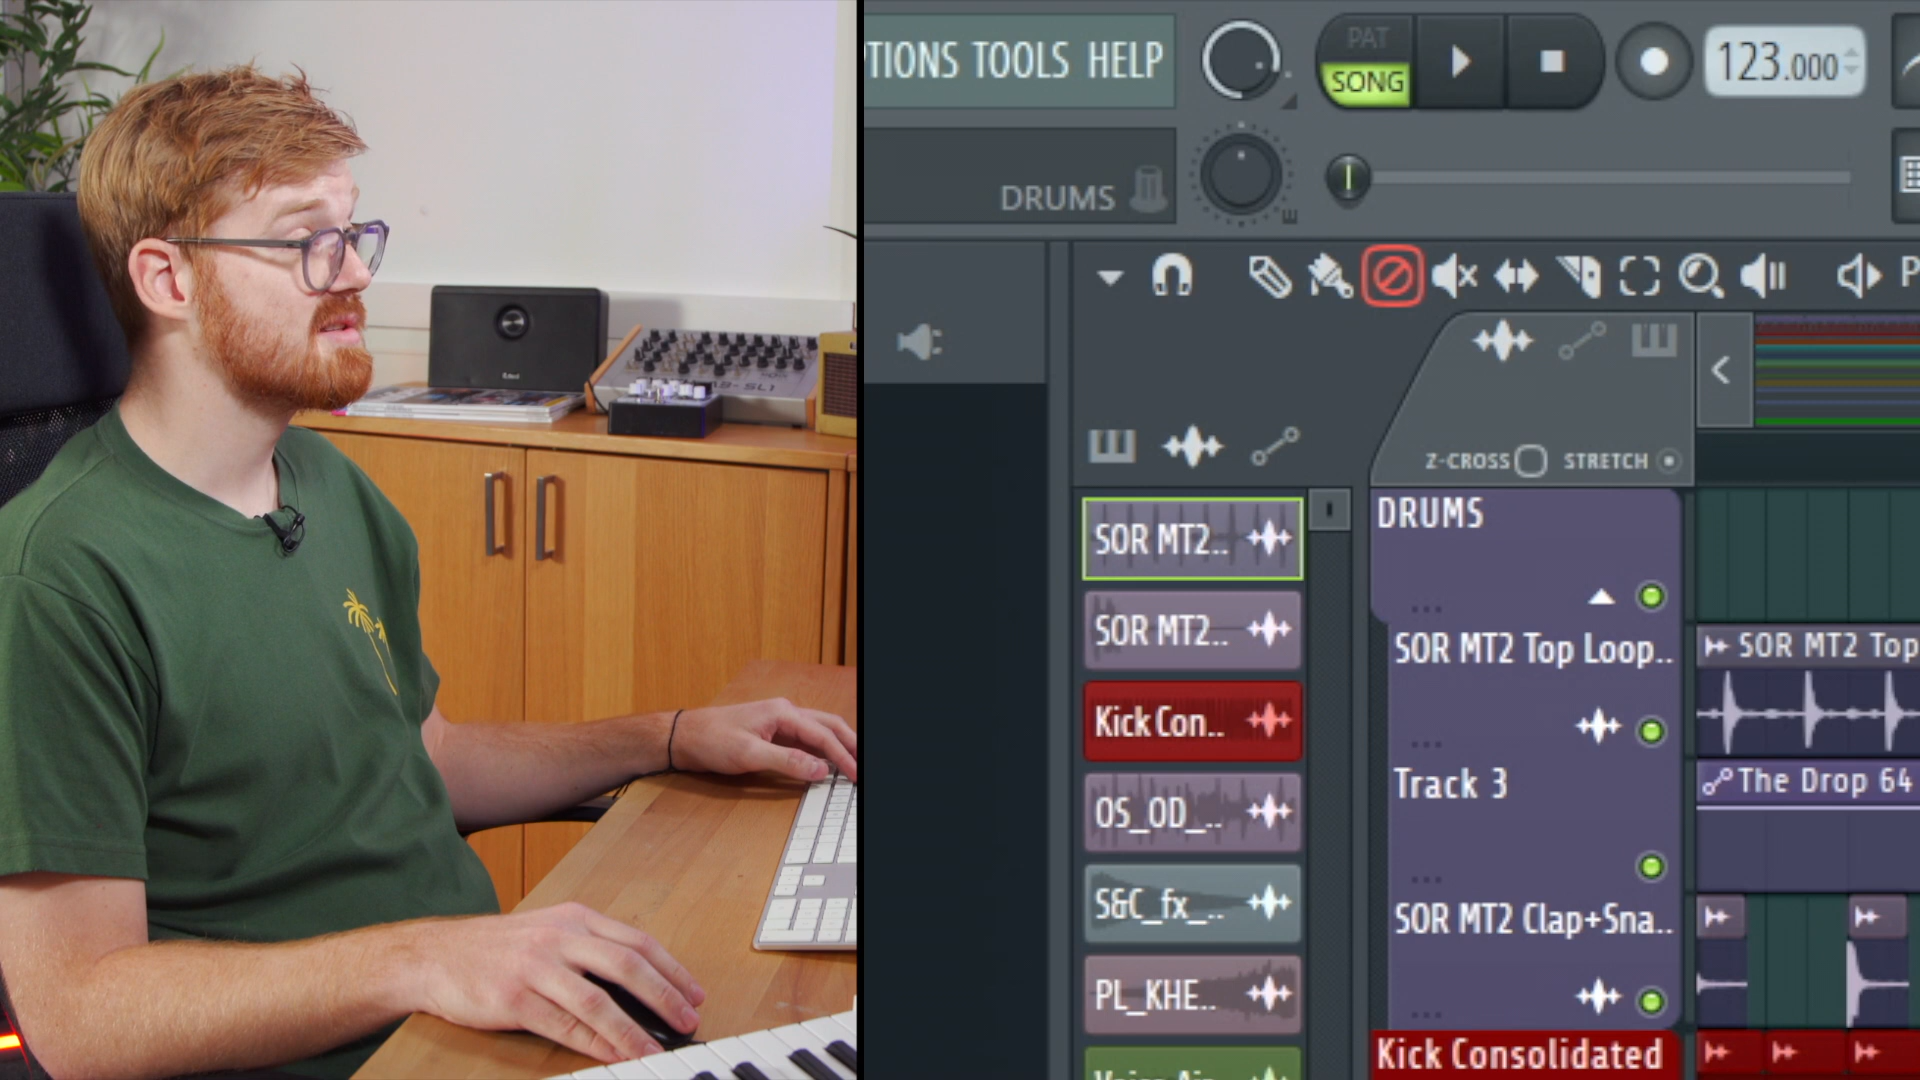 TIONS TOOLS HELP
PAT
SONG
123.000
DRUMS
Z-CROSS
STRETCH
SOR MT2..
SOR MT2..
Kick Con..
OS_OD_..
S&C_fx_..
PL_KHE..
DRUMS
SOR MT2 Top Loop..
SOR MT2 Top
Track 3
The Drop 64
SOR MT2 Clap+Sna..
Kick Consolidated